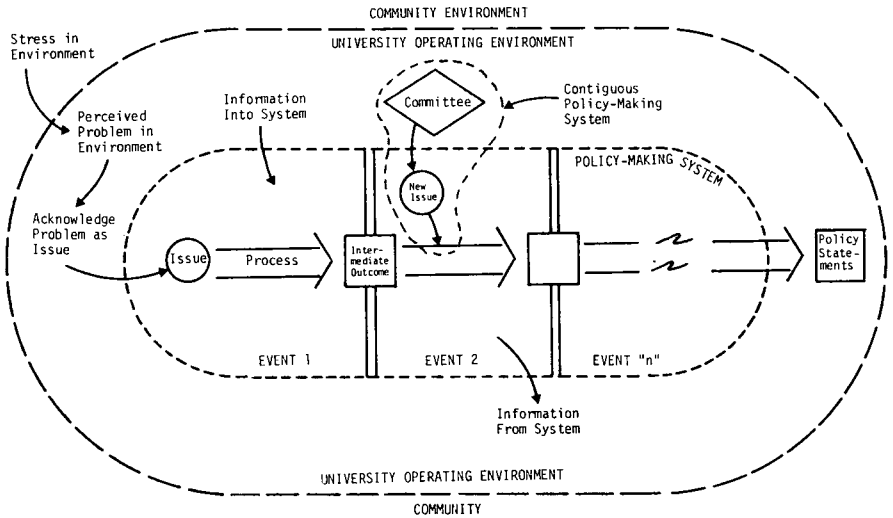 COMMUNITY ENVIRONMENT
UNIVERSITY OPERATING ENVIRONMENT
Stress in
Environment
Perceived
Problem in
Environment
Acknowledge
Problem as
Issue
Information
Into System
Committee
Contiguous
Policy-Making
System
New
Issue
POLICY-MAKING SYSTEM
Issue
Process
Inter-
mediate
Outcome
Policy
State-
ments
EVENT 1
EVENT 2
EVENT "n"
Information
From System
UNIVERSITY OPERATING ENVIRONMENT
COMMUNITY